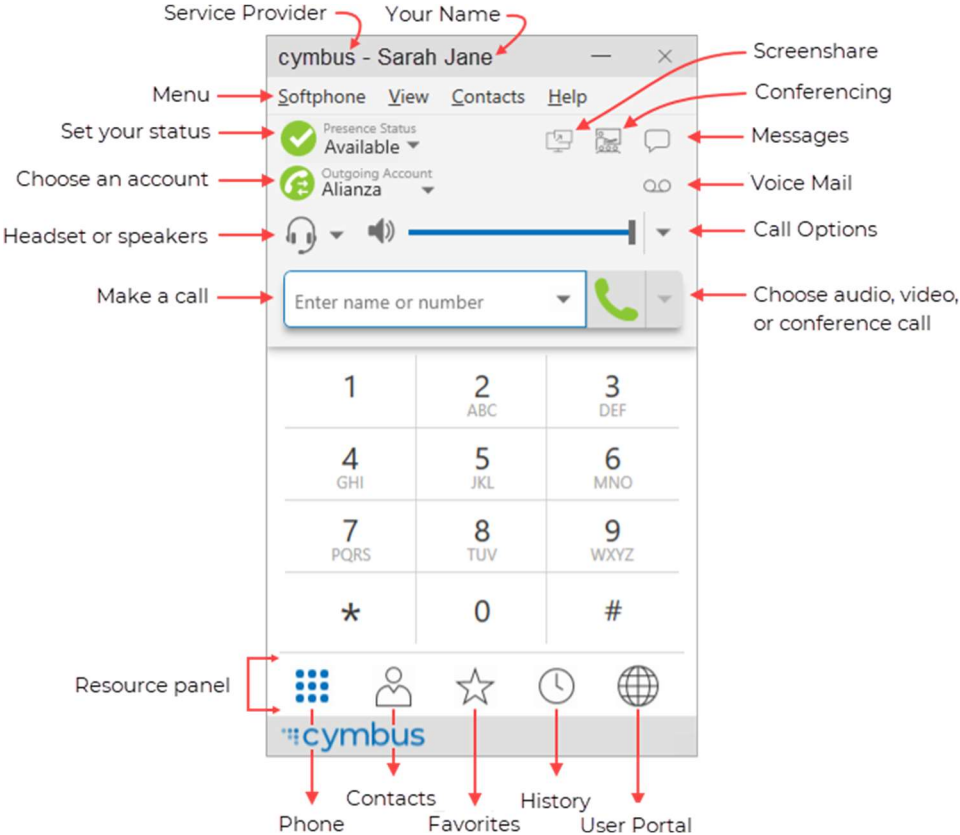 Service Provider
Your Name
cymbus - Sarah Jane
Screenshare
Menu
Softphone View Contacts Help
Conferencing
Set your status
Presence Status
Available
Messages
Choose an account
Outgoing Account
Alianza
Voice Mail
Headset or speakers
Call Options
Make a call
Enter name or number
Choose audio, video,
or conference call
1
2
ABC
3
DEF
4
GHI
5
JKL
6
MNO
7
PQRS
8
TUV
9
WXYZ
*
0
#
Resource panel
cymbus
Contacts
History
Phone
Favorites
User Portal